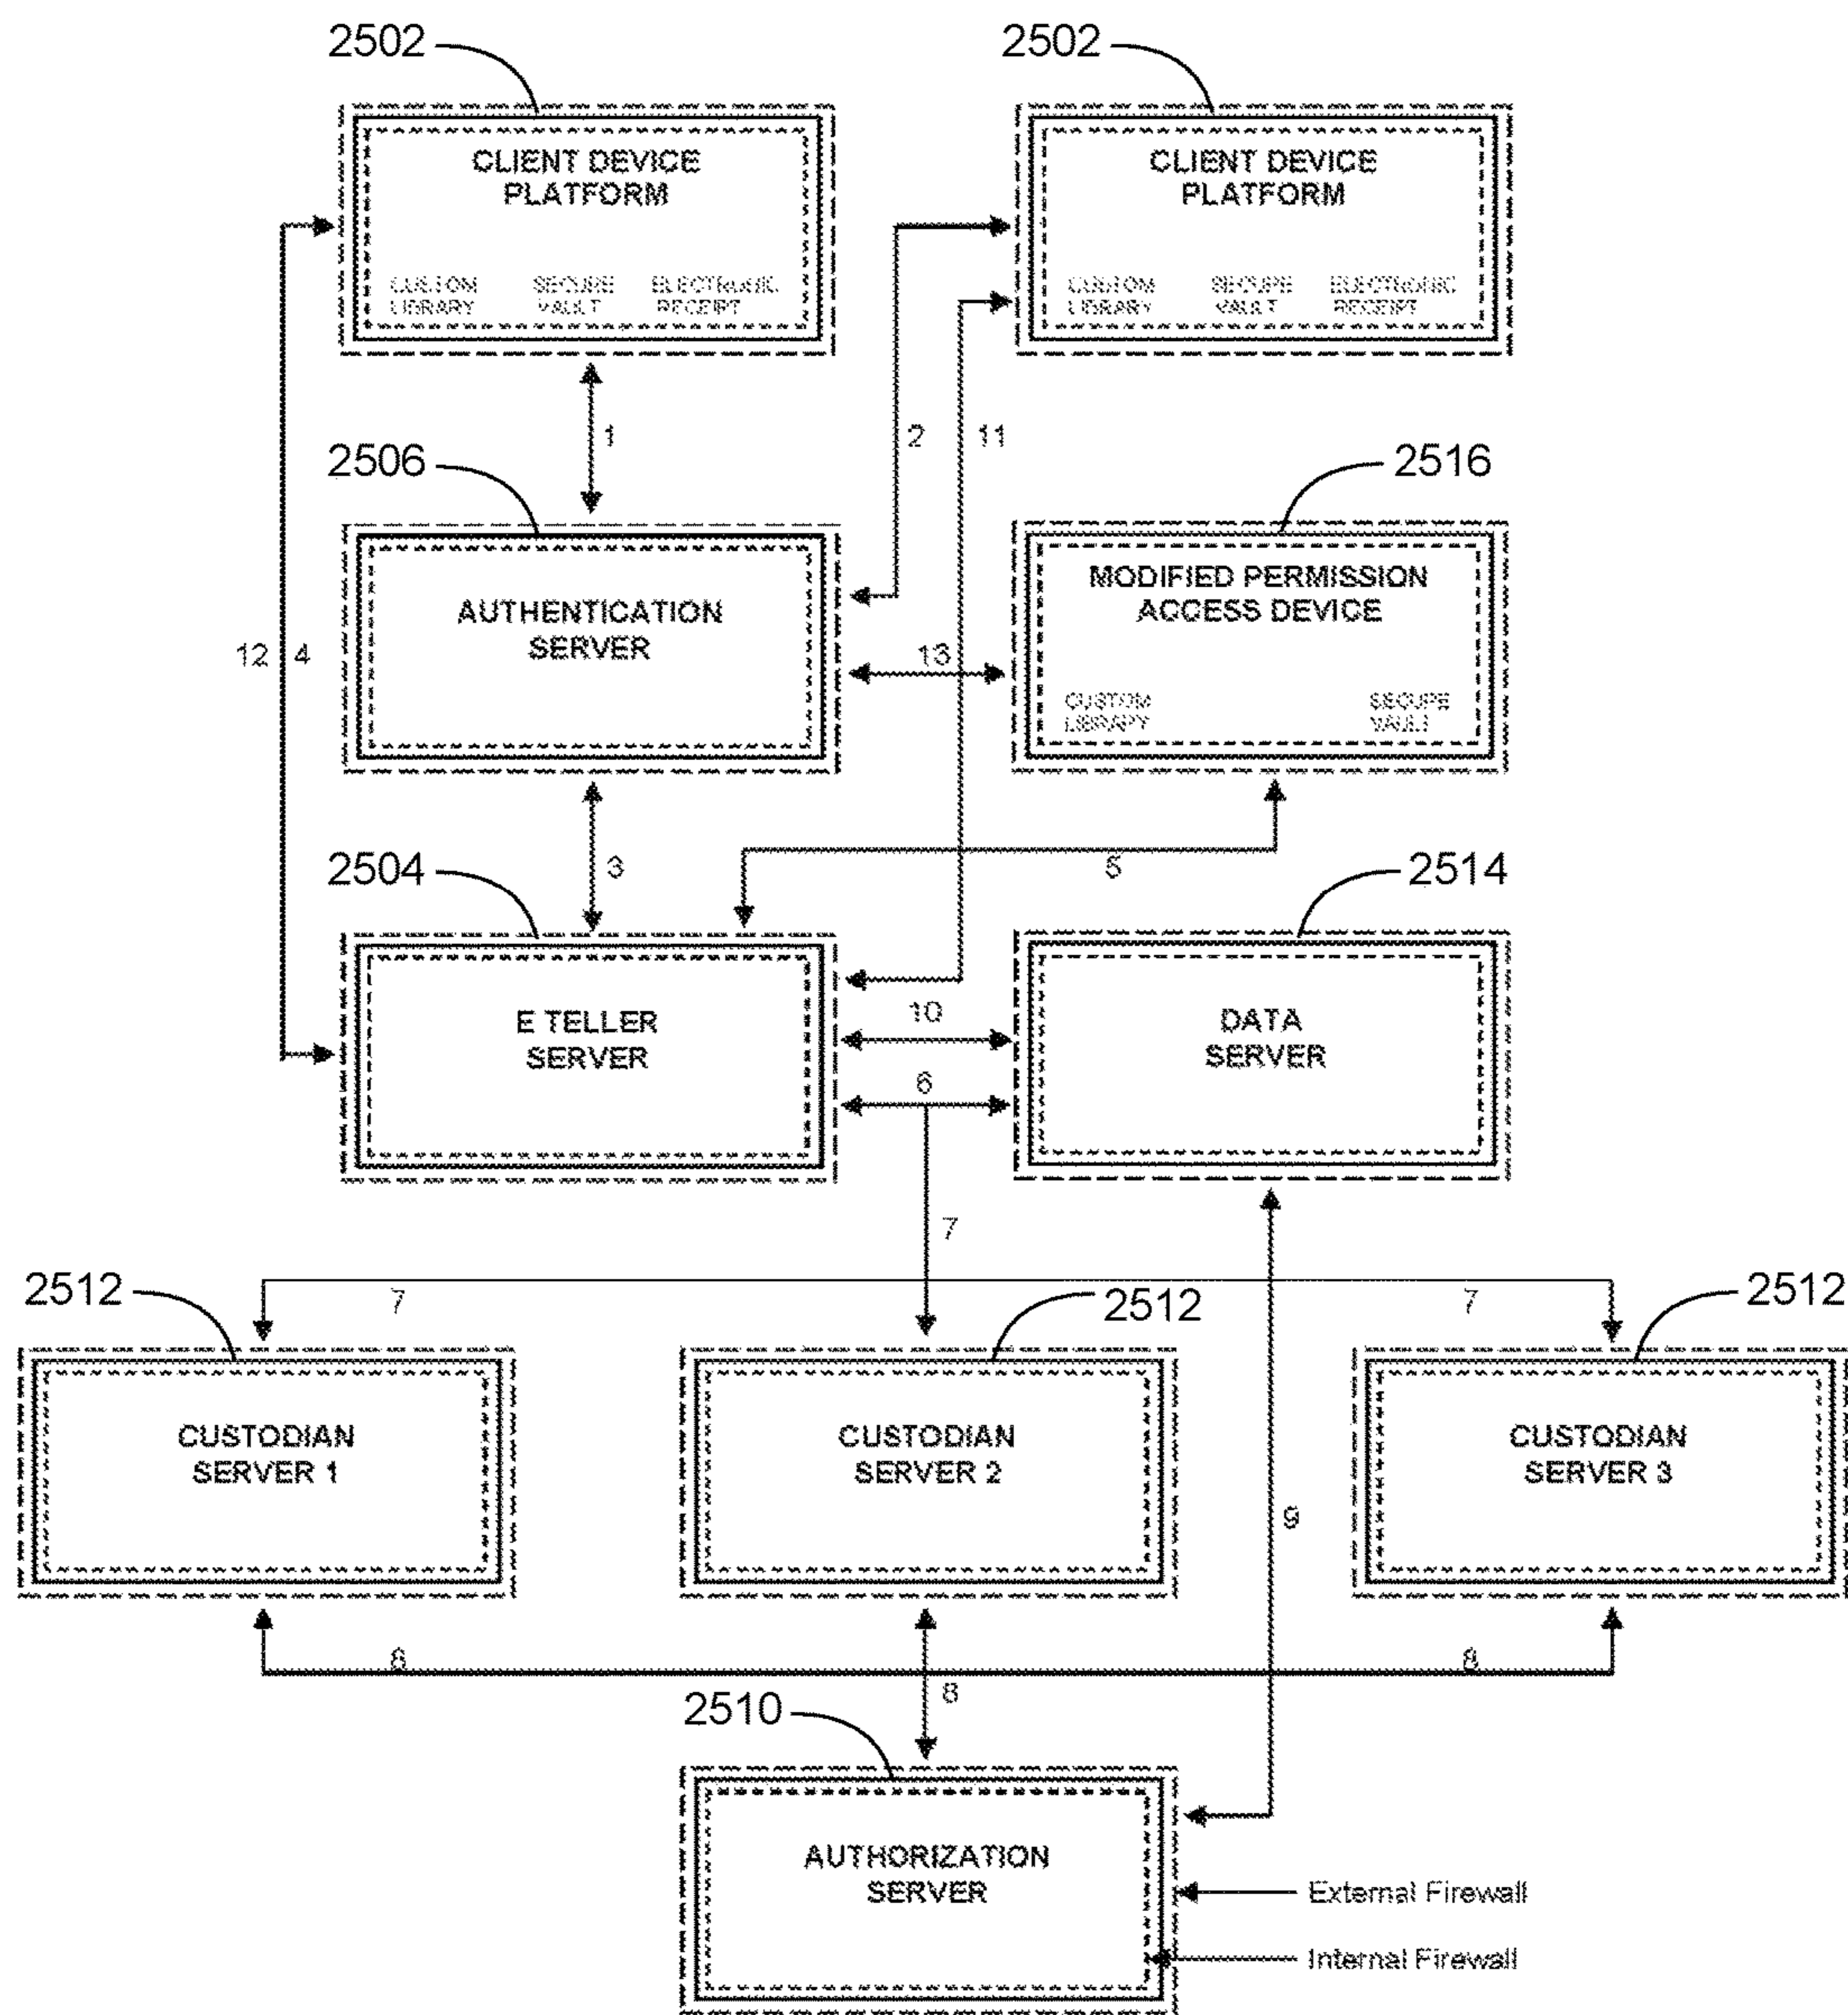 2502
2502
CLIENT DEVICE
PLATFORM
CUSTOM
LIBRARY
SECURE
VAULT
ELECTRONIC
RECEIPT
CLIENT DEVICE
PLATFORM
CUSTOM
LIBRARY
SECURE
VAULT
ELECTRONIC
RECEIPT
1
2
11
2506
2516
AUTHENTICATION
SERVER
MODIFIED PERMISSION
ACCESS DEVICE
CUSTOM
LIBRARY
SECURE
VAULT
12
4
13
3
5
2504
2514
E TELLER
SERVER
DATA
SERVER
10
6
7
2512
7
2512
7
2512
CUSTODIAN
SERVER 1
CUSTODIAN
SERVER 2
CUSTODIAN
SERVER 3
9
8
8
8
2510
AUTHORIZATION
SERVER
External Firewall
Internal Firewall